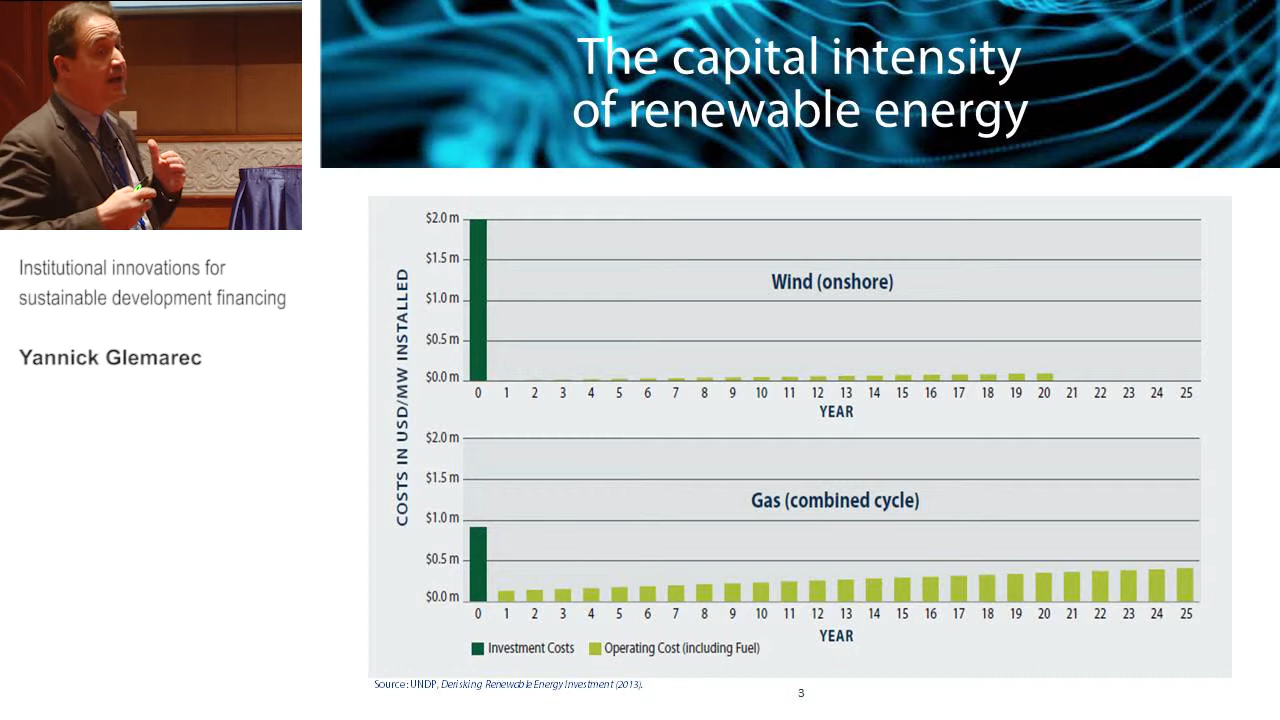 The capital intensity
of renewable energy
Institutional innovations for
sustainable development financing
Yannick Glemarec
COSTS IN USD/MW INSTALLED
$2.0 m
$1.5 m
$1.0 m
$0.5 m
$0.0 m
Wind (onshore)
0 1 2 3 4 5 6 7 8 9 10 11 12 13 14 15 16 17 18 19 20 21 22 23 24 25
YEAR
$2.0 m
$1.5 m
$1.0 m
$0.5 m
$0.0 m
Gas (combined cycle)
0 1 2 3 4 5 6 7 8 9 10 11 12 13 14 15 16 17 18 19 20 21 22 23 24 25
YEAR
Investment Costs Operating Cost (including Fuel)
Source: UNDP, Derisking Renewable Energy Investment (2013).
3